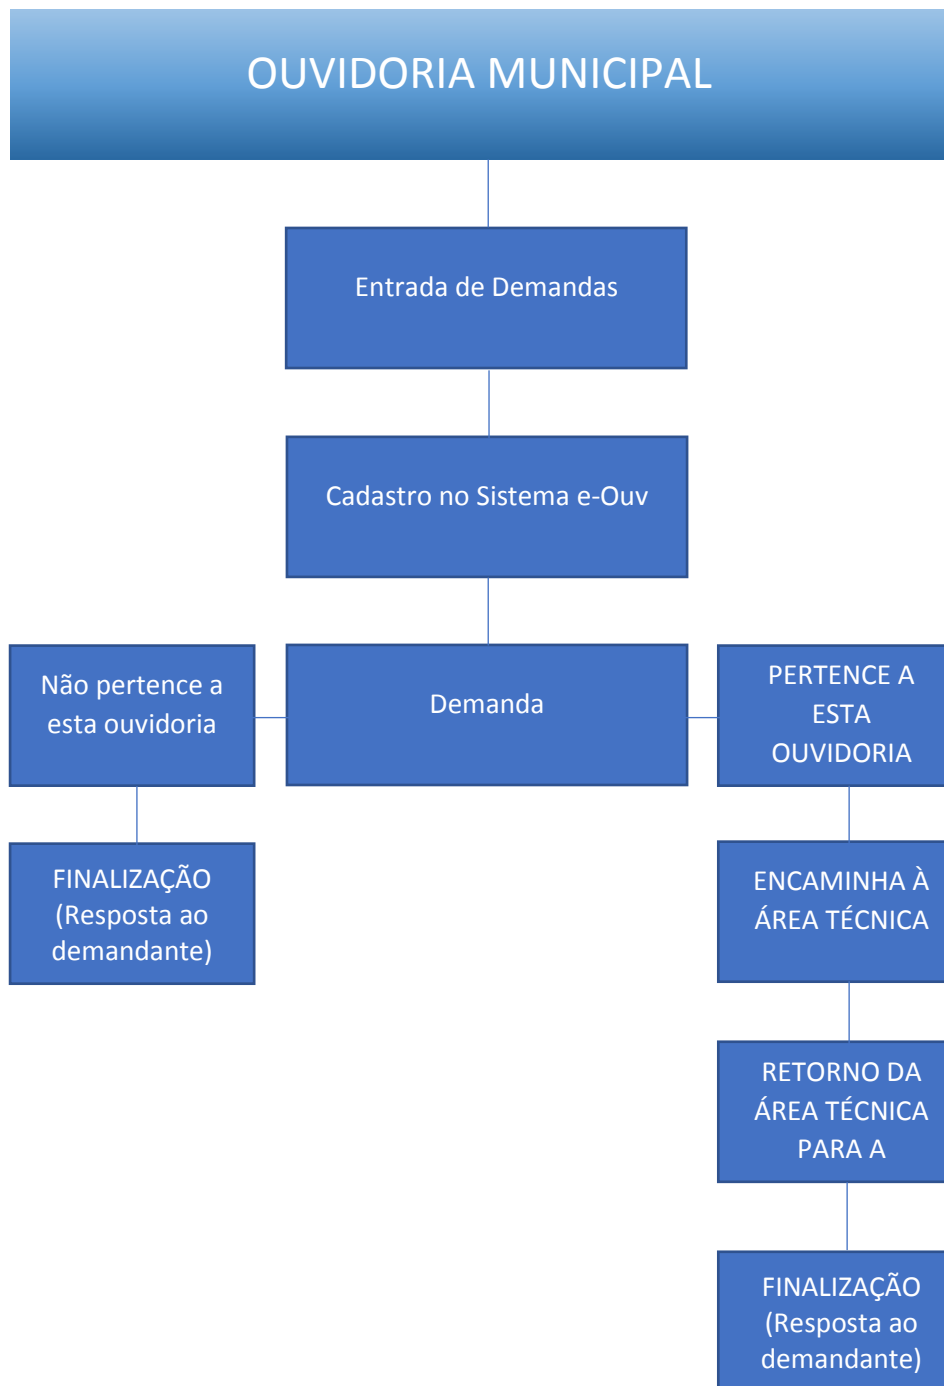 OUVIDORIA MUNICIPAL
Entrada de Demandas
Cadastro no Sistema e-Ouv
Demanda
Não pertence a
esta ouvidoria
FINALIZAÇÃO
(Resposta ao
demandante)
PERTENCE A
ESTA
OUVIDORIA
ENCAMINHA À
ÁREA TÉCNICA
RETORNO DA
ÁREA TÉCNICA
PARA A
FINALIZAÇÃO
(Resposta ao
demandante)